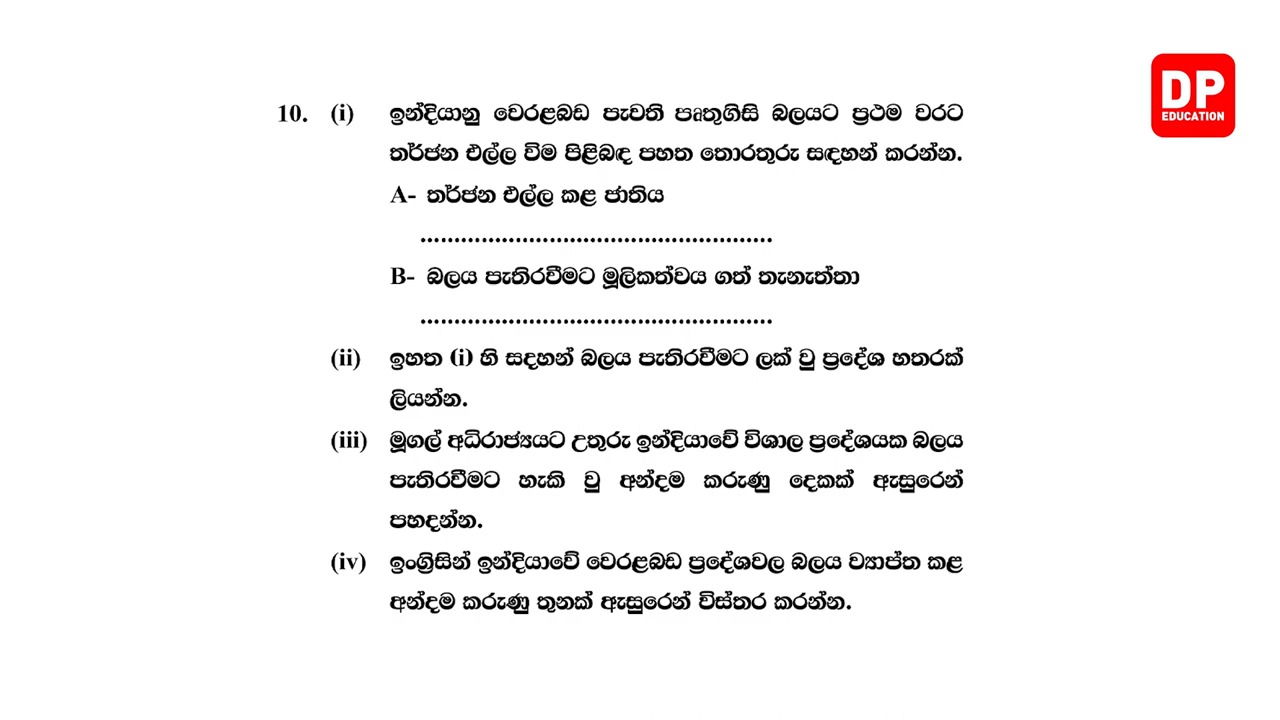 DP
EDUCATION
10. (i) ඉන්දියානු වෙරළබඩ පැවති පෘතුගිසි බලයට ප්‍රථම වරට
තර්ජන එල්ල විම පිළිබඳ පහත තොරතුරු සඳහන් කරන්න.
A- තර්ජන එල්ල කළ ජාතිය
....................................................
B- බලය පැතිරවීමට මූලිකත්වය ගත් තැනැත්තා
....................................................
(ii) ඉහත (i) හි සදහන් බලය පැතිරවීමට ලක් වු ප්‍රදේශ හතරක්
ලියන්න.
(iii) මූගල් අධිරාජ්‍යයට උතුරු ඉන්දියාවේ විශාල ප්‍රදේශයක බලය
පැතිරවීමට හැකි වු අන්දම කරුණු දෙකක් ඇසුරෙන්
පහදන්න.
(iv) ඉංග්‍රිසින් ඉන්දියාවේ වෙරළබඩ ප්‍රදේශවල බලය ව්‍යාප්ත කළ
අන්දම කරුණු තුනක් ඇසුරෙන් විස්තර කරන්න.